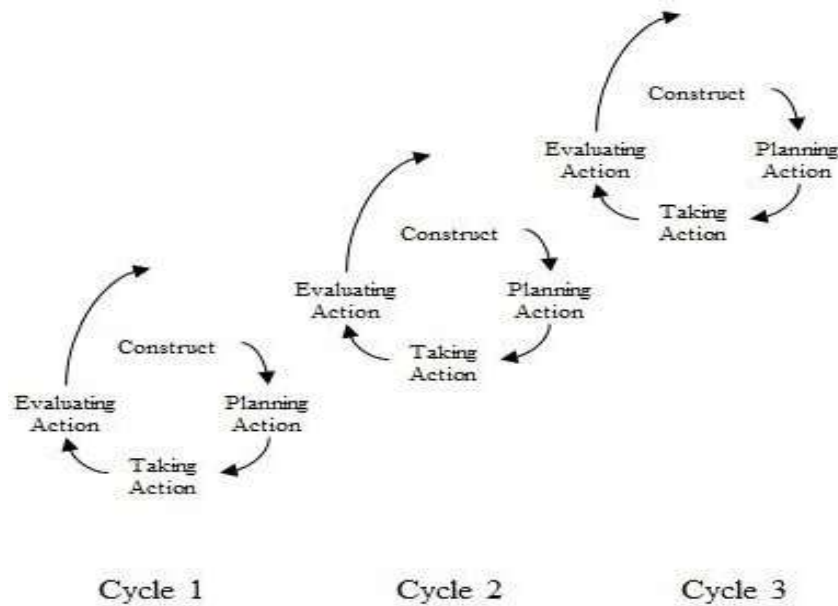 Construct
Evaluating
Action
Planning
Action
Taking
Action
Construct
Evaluating
Action
Planning
Action
Taking
Action
Construct
Evaluating
Action
Planning
Action
Taking
Action
Cycle 1
Cycle 2
Cycle 3